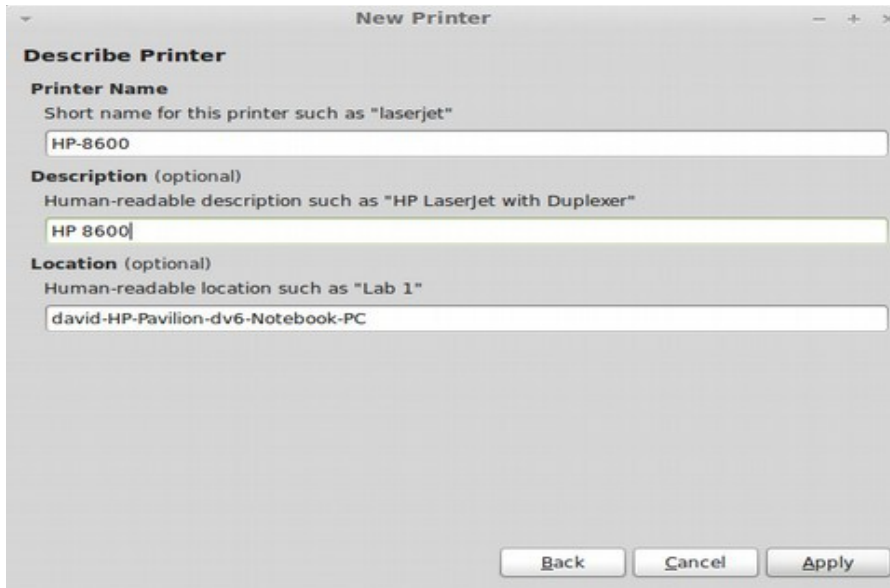 New Printer
Describe Printer
Printer Name
Short name for this printer such as "laserjet"
HP-8600
Description (optional)
Human-readable description such as "HP LaserJet with Duplexer"
HP 8600
Location (optional)
Human-readable location such as "Lab 1"
david-HP-Pavilion-dv6-Notebook-PC
Back Cancel Apply